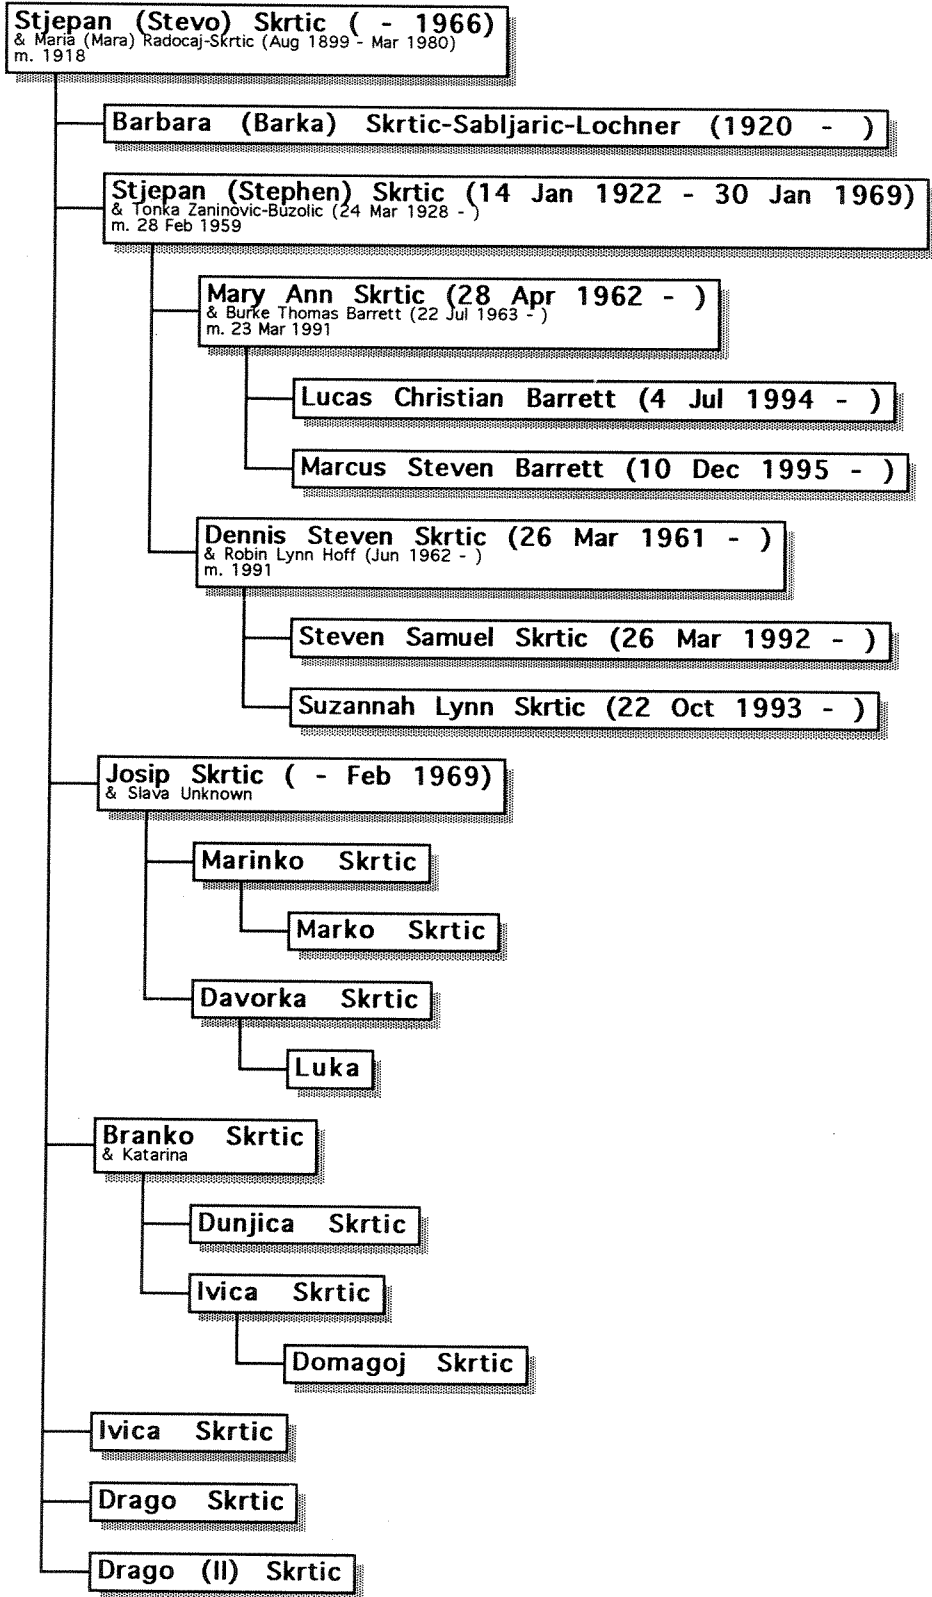 Stjepan (Stevo) Skrtic ( - 1966)
& Maria (Mara) Radocaj-Skrtic (Aug 1899 - Mar 1980)
m. 1918
Barbara (Barka) Skrtic-Sabljaric-Lochner (1920 - )
Stjepan (Stephen) Skrtic (14 Jan 1922 - 30 Jan 1969)
& Tonka Zaninovic-Buzolic (24 Mar 1928 - )
m. 28 Feb 1959
Mary Ann Skrtic (28 Apr 1962 - )
& Burke Thomas Barrett (22 Jul 1963 - )
m. 23 Mar 1991
Lucas Christian Barrett (4 Jul 1994 - )
Marcus Steven Barrett (10 Dec 1995 - )
Dennis Steven Skrtic (26 Mar 1961 - )
& Robin Lynn Hoff (Jun 1962 - )
m. 1991
Steven Samuel Skrtic (26 Mar 1992 - )
Suzannah Lynn Skrtic (22 Oct 1993 - )
Josip Skrtic ( - Feb 1969)
& Slava Unknown
Marinko Skrtic
Marko Skrtic
Davorka Skrtic
Luka
Branko Skrtic
& Katarina
Dunjica Skrtic
Ivica Skrtic
Domagoj Skrtic
Ivica Skrtic
Drago Skrtic
Drago (II) Skrtic